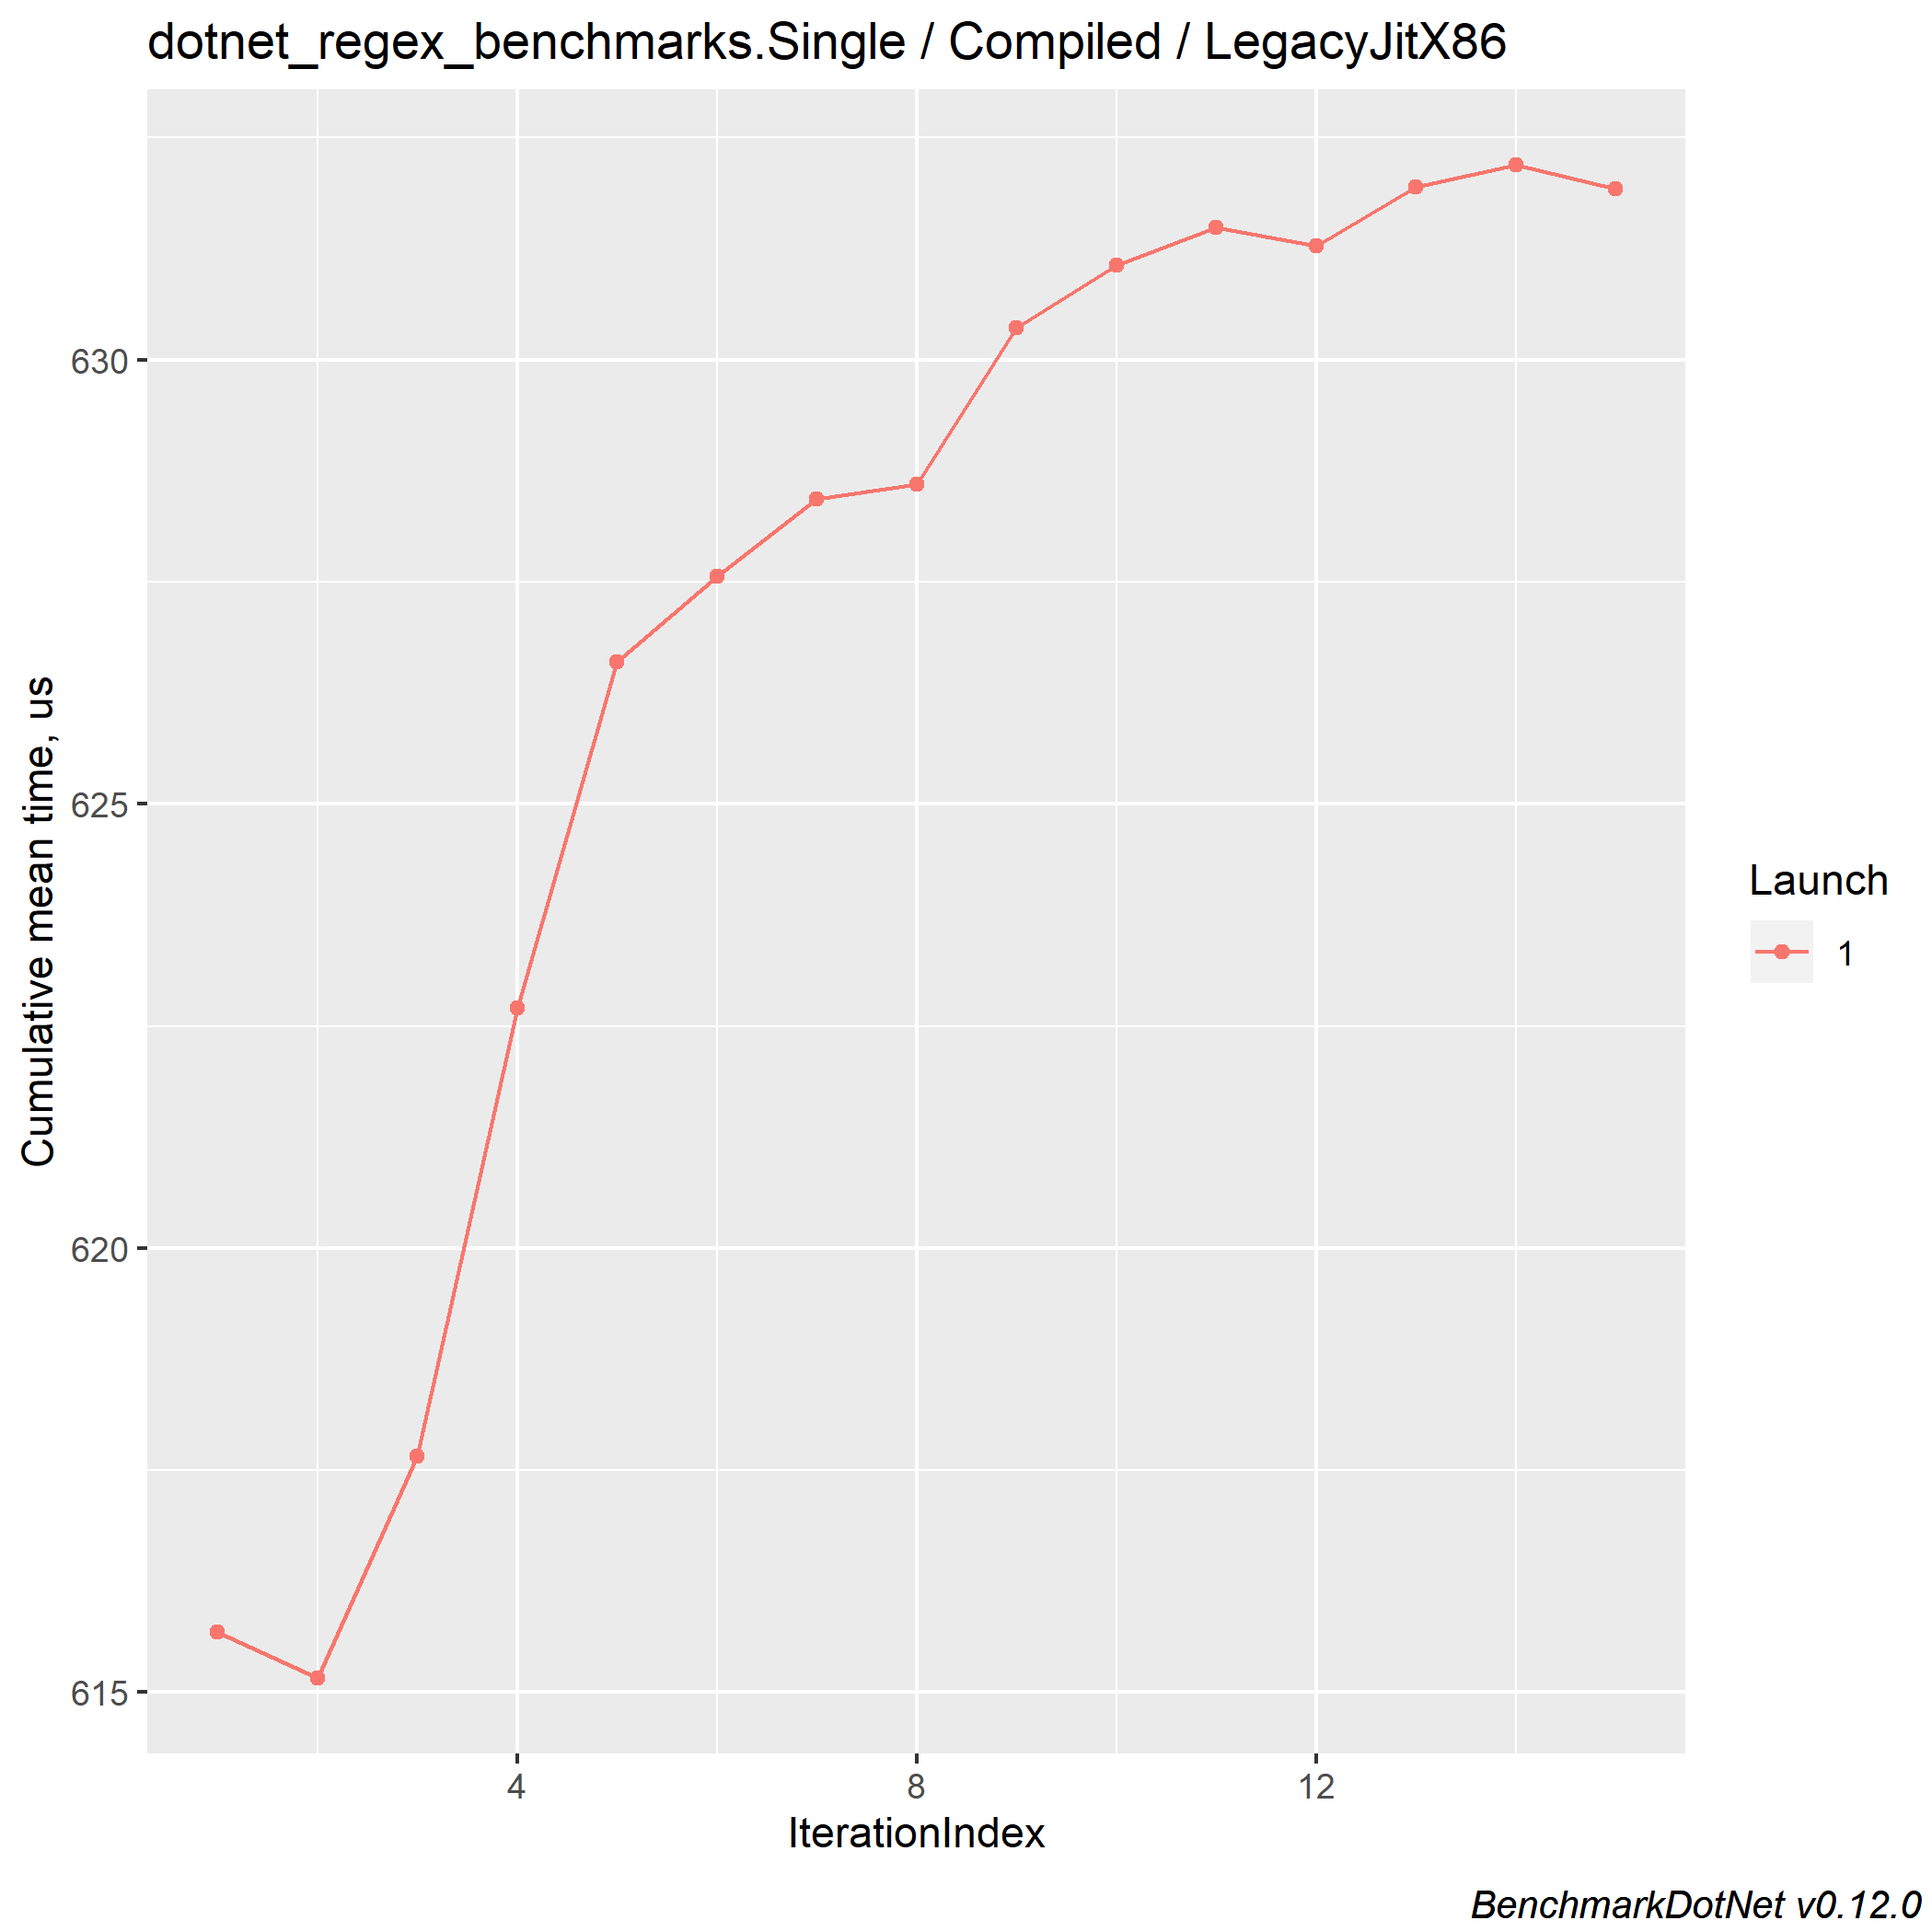 dotnet_regex_benchmarks.Single / Compiled / LegacyJitX86
Cumulative mean time, us
630
625
620
615
4
8
12
IterationIndex
Launch
1
BenchmarkDotNet v0.12.0